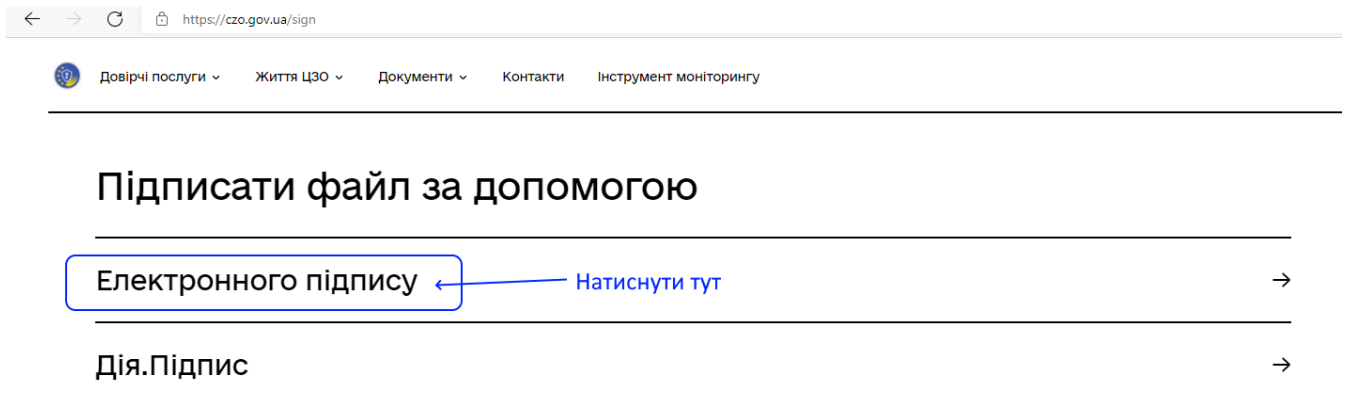 https://czo.gov.ua/sign
Довірчі послуги Життя ЦЗО Документи Контакти Інструмент моніторингу
Підписати файл за допомогою
Електронного підпису Натиснути тут
Дія.Підпис